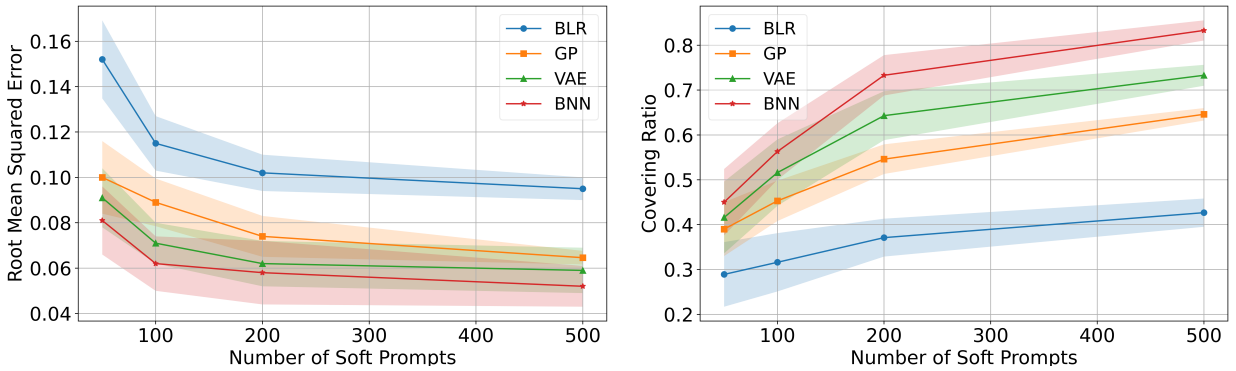 Root Mean Squared Error
0.16
0.14
0.12
0.10
0.08
0.06
0.04
100 200 300 400 500
Number of Soft Prompts
BLR
GP
VAE
BNN
Covering Ratio
0.8
0.7
0.6
0.5
0.4
0.3
0.2
100 200 300 400 500
Number of Soft Prompts
BLR
GP
VAE
BNN